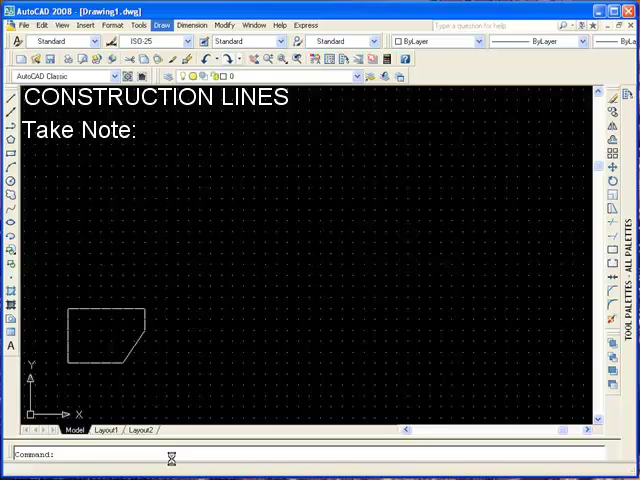 AutoCAD 2008 - [Drawing1.dwg]
File Edit View Insert Format Tools Draw Dimension Modify Window Help Express
Type a question for help
Standard ISO-25 Standard Standard ByLayer ByLayer ByLa
AutoCAD Classic 0
CONSTRUCTION LINES
Take Note:
TOOL PALETTES - ALL PALETTES
A
Y
X
Model Layout1 Layout2
Command: